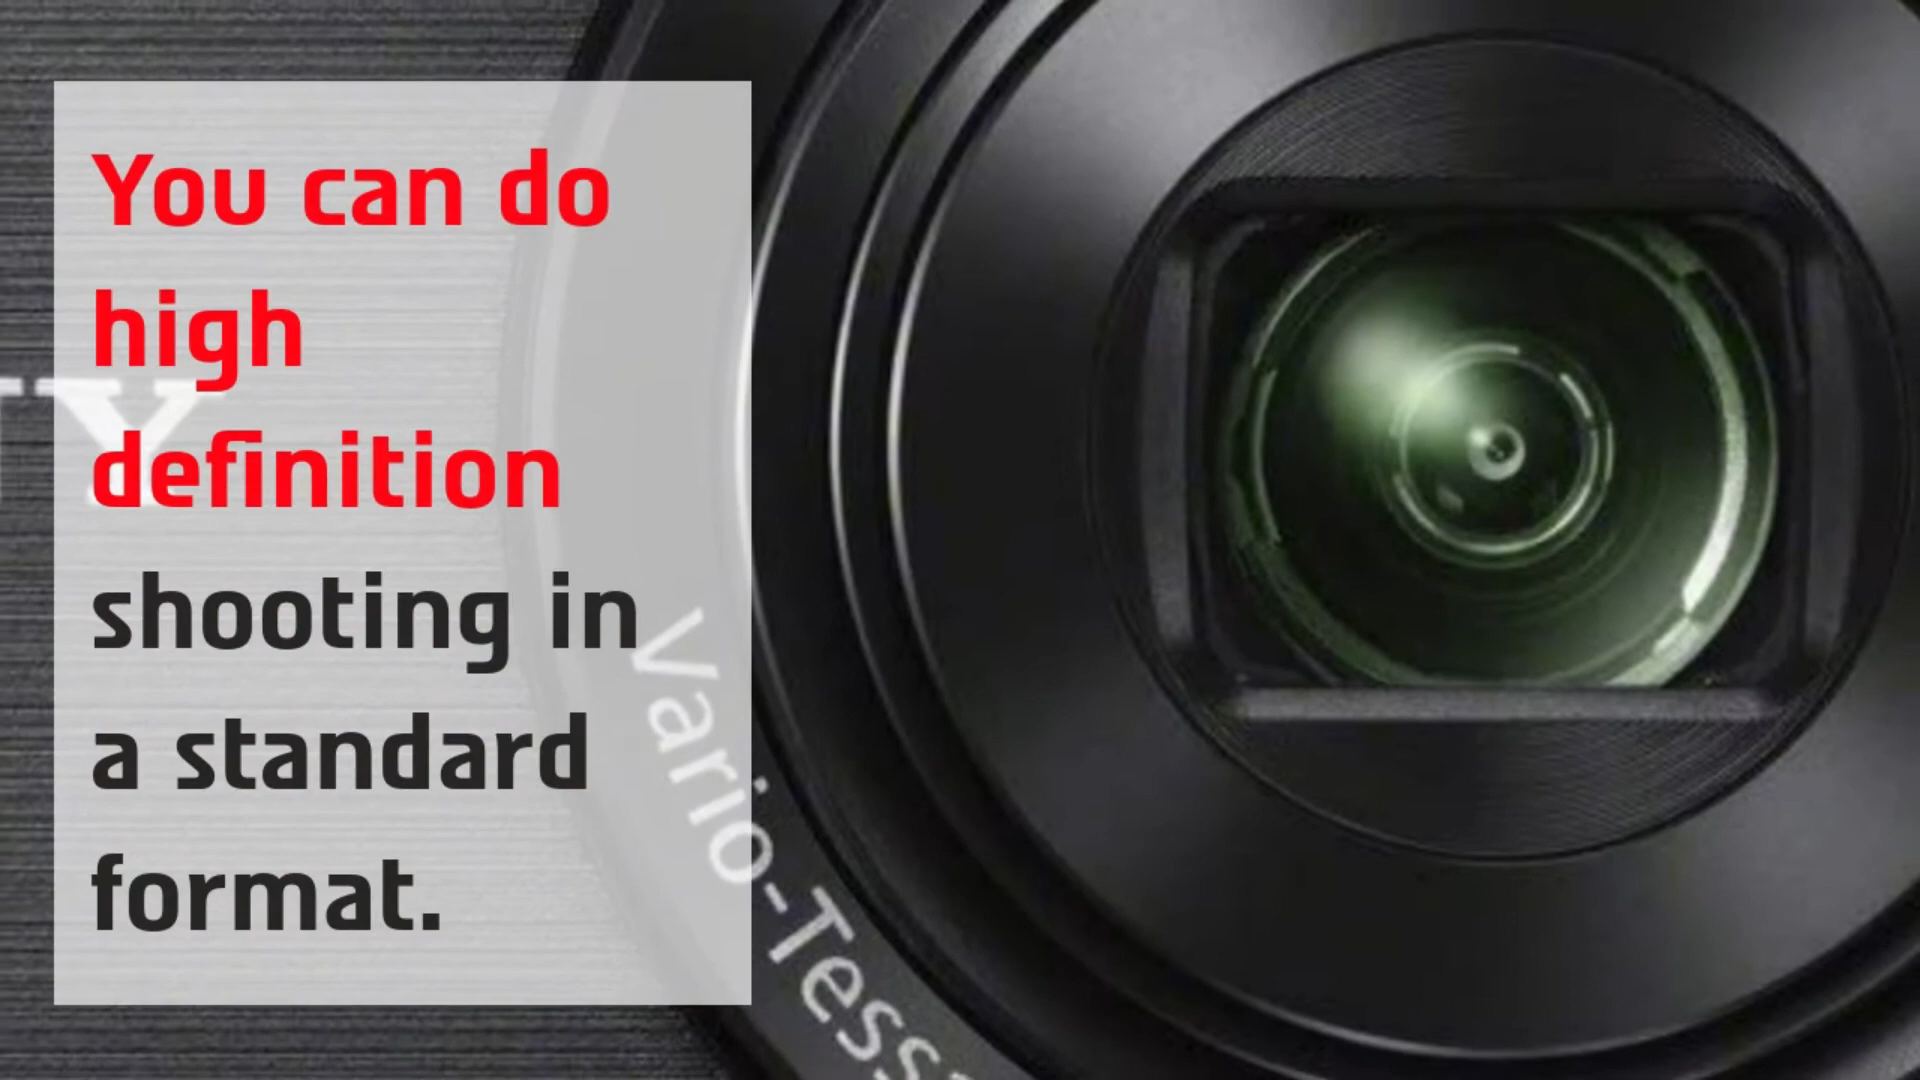 You can do
high
definition
shooting in
a standard
format.
Vario-Tess